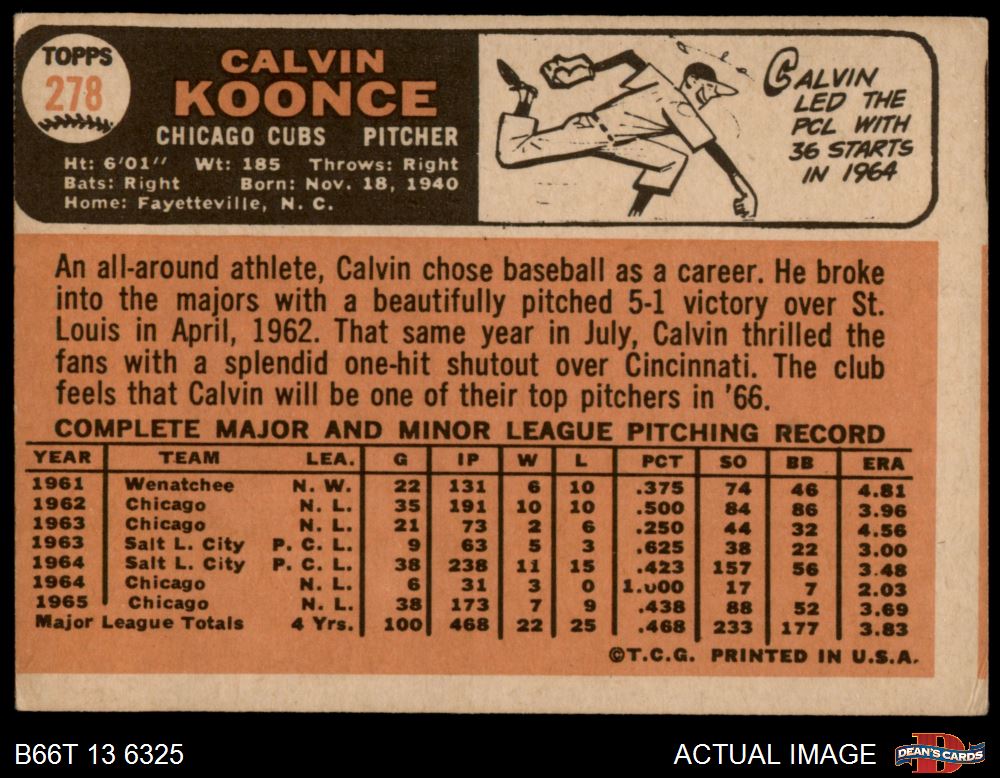 TOPPS
278
CALVIN
KOONCE
CHICAGO CUBS PITCHER
Ht: 6'01'' Wt: 185 Throws: Right
Bats: Right Born: Nov. 18, 1940
Home: Fayetteville, N. C.
CALVIN
LED THE
PCL WITH
36 STARTS
IN 1964
An all-around athlete, Calvin chose baseball as a career. He broke
into the majors with a beautifully pitched 5-1 victory over St.
Louis in April, 1962. That same year in July, Calvin thrilled the
fans with a splendid one-hit shutout over Cincinnati. The club
feels that Calvin will be one of their top pitchers in '66.
COMPLETE MAJOR AND MINOR LEAGUE PITCHING RECORD
YEAR TEAM LEA. G IP W L PCT SO BB ERA
1961 Wenatchee N. W. 22 131 6 10 .375 74 46 4.81
1962 Chicago N. L. 35 191 10 10 .500 84 86 3.96
1963 Chicago N. L. 21 73 2 6 .250 44 32 4.56
1963 Salt L. City P. C. L. 9 63 5 3 .625 38 22 3.00
1964 Salt L. City P. C. L. 38 238 11 15 .423 157 56 3.48
1964 Chicago N. L. 6 31 3 0 1.000 17 7 2.03
1965 Chicago N. L. 38 173 7 9 .438 88 52 3.69
Major League Totals 4 Yrs. 100 468 22 25 .468 233 177 3.83
©T.C.G. PRINTED IN U.S.A.
B66T 13 6325
ACTUAL IMAGE
DEAN'S CARDS